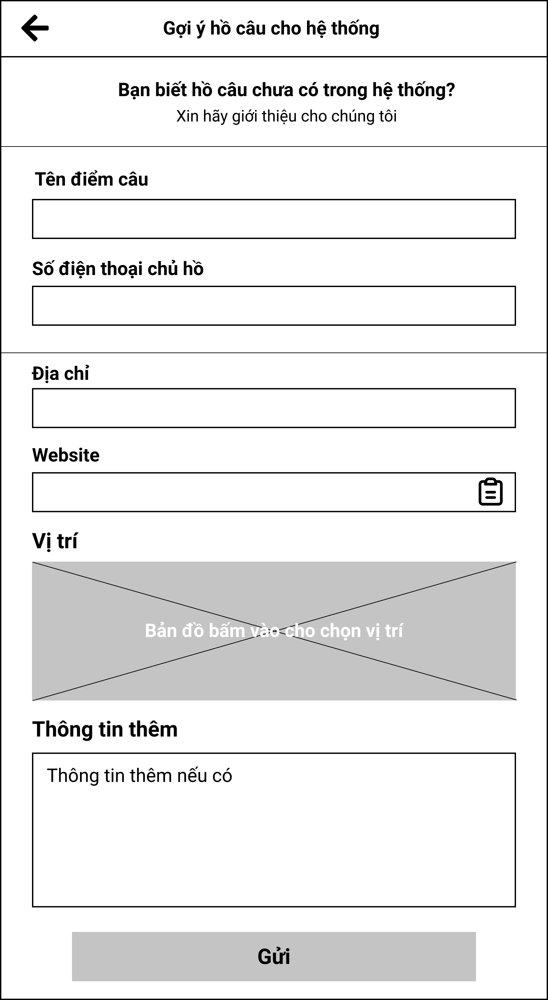 Gợi ý hồ câu cho hệ thống
Bạn biết hồ câu chưa có trong hệ thống?
Xin hãy giới thiệu cho chúng tôi
Tên điểm câu
Số điện thoại chủ hồ
Địa chỉ
Website
Vị trí
Bản đồ bấm vào cho chọn vị trí
Thông tin thêm
Thông tin thêm nếu có
Gửi